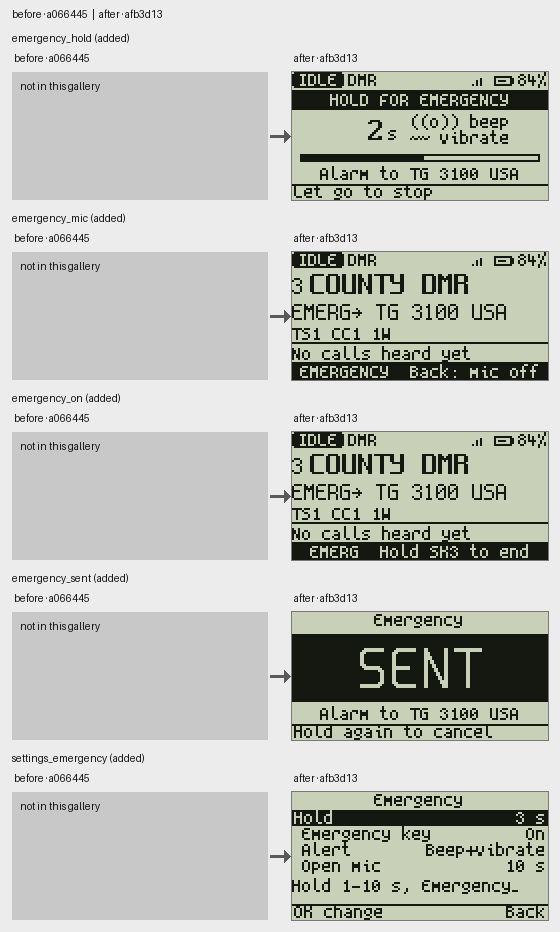 before·a066445 | after·afb3d13
emergency_hold (added)
before·a066445 after·afb3d13
not in this gallery
IDLE DMR 84%
HOLD FOR EMERGENCY
2s ((o)) beep
vibrate
Alarm to TG 3100 USA
Let go to stop
emergency_mic (added)
before·a066445 after·afb3d13
not in this gallery
IDLE DMR 84%
3 COUNTY DMR
EMERG→ TG 3100 USA
TS1 CC1 1W
No calls heard yet
EMERGENCY Back: mic off
emergency_on (added)
before·a066445 after·afb3d13
not in this gallery
IDLE DMR 84%
3 COUNTY DMR
EMERG→ TG 3100 USA
TS1 CC1 1W
No calls heard yet
EMERG Hold SK3 to end
emergency_sent (added)
before·a066445 after·afb3d13
not in this gallery
Emergency
SENT
Alarm to TG 3100 USA
Hold again to cancel
settings_emergency (added)
before·a066445 after·afb3d13
not in this gallery
Emergency
Hold 3 s
Emergency key On
Alert Beep+vibrate
Open mic 10 s
Hold 1-10 s, Emergency_
OK change Back